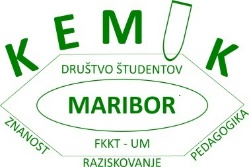 KEMIK
DRUŠTVO ŠTUDENTOV
MARIBOR
ZNANOST
FKKT - UM
PEDAGOGIKA
RAZISKOVANJE